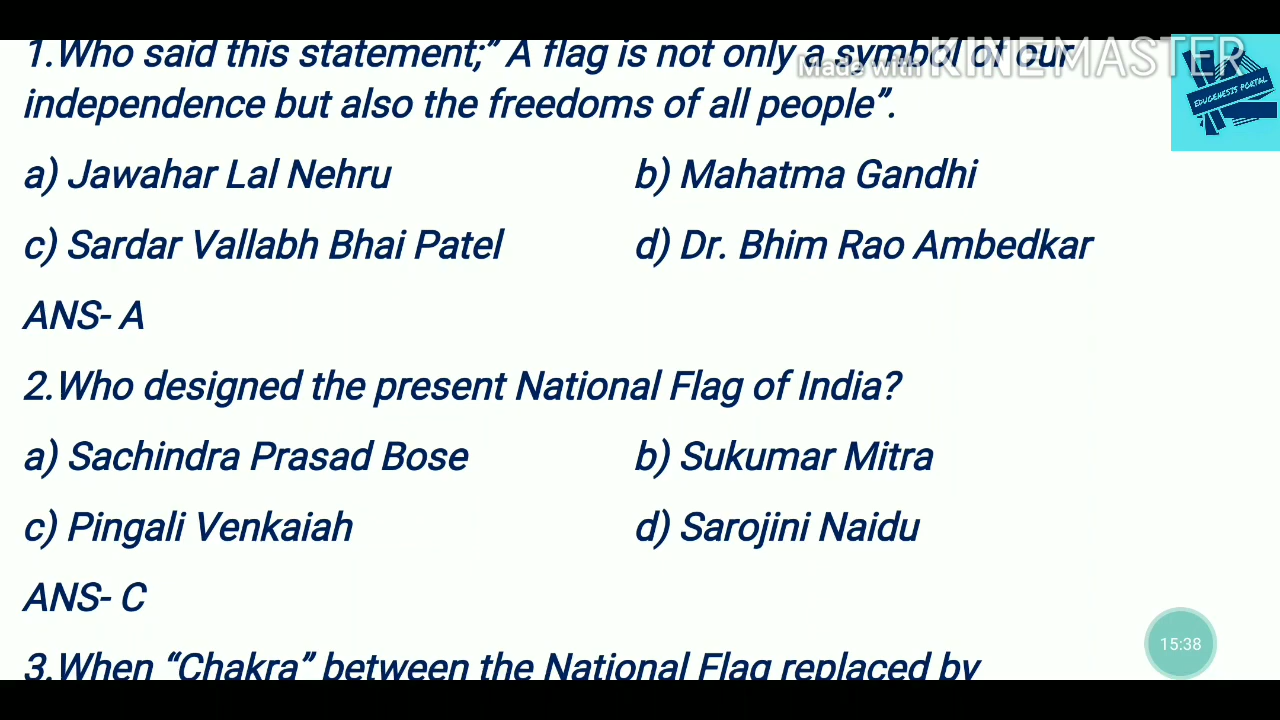 1.Who said this statement;” A flag is not only a symbol of our
independence but also the freedoms of all people”.
a) Jawahar Lal Nehru b) Mahatma Gandhi
c) Sardar Vallabh Bhai Patel d) Dr. Bhim Rao Ambedkar
ANS- A
2.Who designed the present National Flag of India?
a) Sachindra Prasad Bose b) Sukumar Mitra
c) Pingali Venkaiah d) Sarojini Naidu
ANS- C
3.When “Chakra” between the National Flag replaced by
Made with KINEMASTER
EDUGENESIS PORTAL
15:38